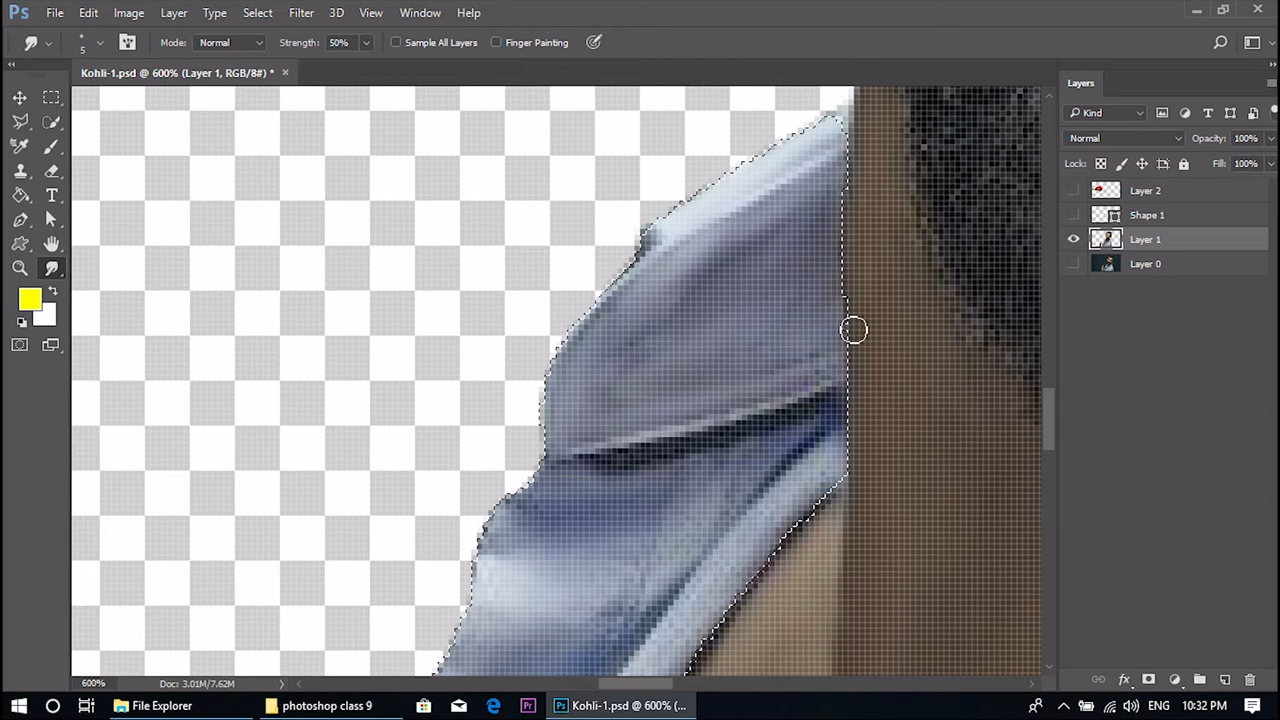 Ps File Edit Image Layer Type Select Filter 3D View Window Help
5 Mode: Normal Strength: 50% Sample All Layers Finger Painting
Kohli-1.psd @ 600% (Layer 1, RGB/8#) *
Layers
Kind
Normal Opacity: 100%
Lock: Fill: 100%
Layer 2
Shape 1
Layer 1
Layer 0
600% Doc: 3.01M/7.62M
File Explorer photoshop class 9 Pr Ps Kohli-1.psd @ 600% (... 10:32 PM